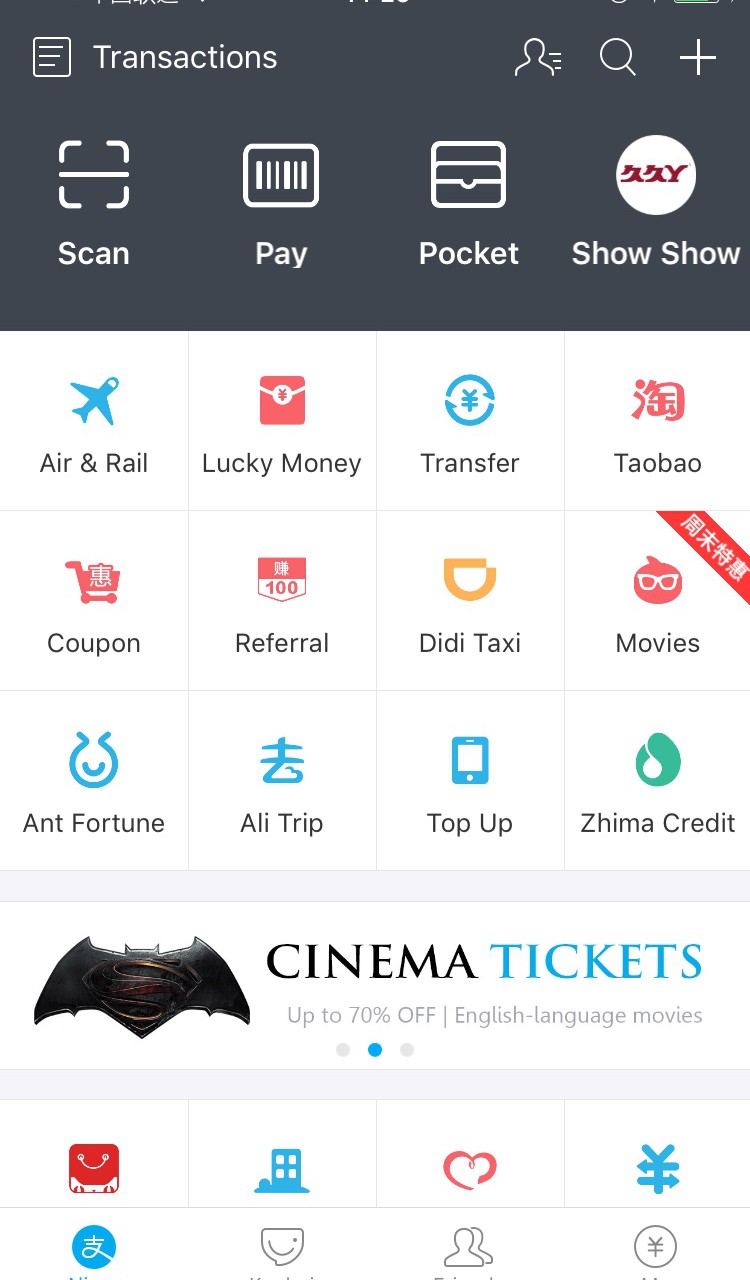 Transactions
Scan
Pay
Pocket
Show Show
Air & Rail
Lucky Money
Transfer
淘
Taobao
惠
Coupon
赚
100
Referral
Didi Taxi
周末特惠
Movies
Ant Fortune
去
Ali Trip
Top Up
Zhima Credit
CINEMA TICKETS
Up to 70% OFF | English-language movies
支
¥